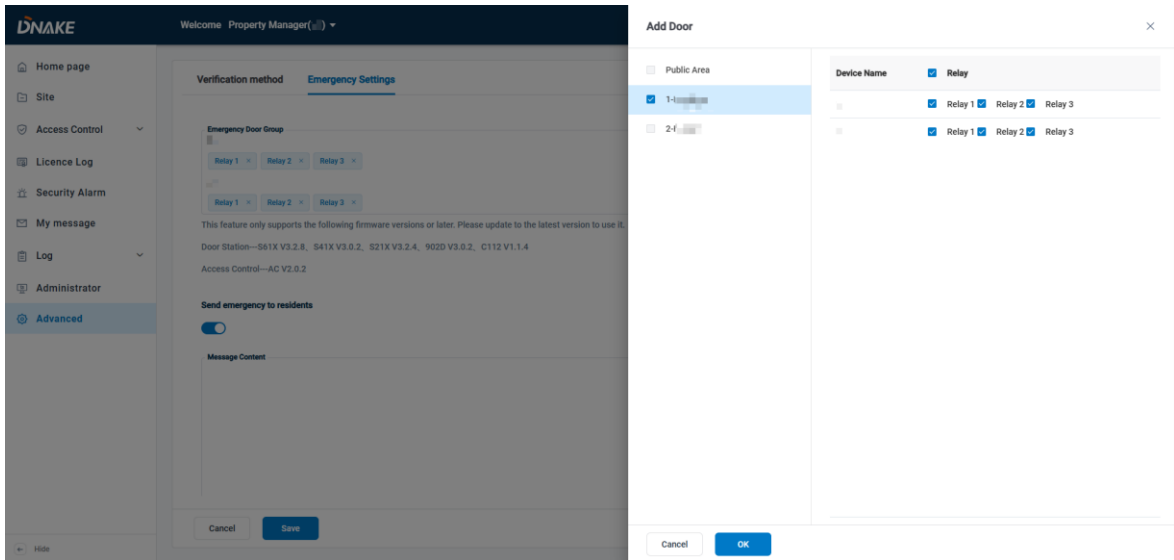 DNAKE
Welcome Property Manager( )
Home page
Site
Access Control
Licence Log
Security Alarm
My message
Log
Administrator
Advanced
Hide
Verification method Emergency Settings
Emergency Door Group
Relay 1 × Relay 2 × Relay 3 ×
Relay 1 × Relay 2 × Relay 3 ×
This feature only supports the following firmware versions or later. Please update to the latest version to use it.
Door Station---S61X V3.2.8、S41X V3.0.2、S21X V3.2.4、902D V3.0.2、C112 V1.1.4
Access Control---AC V2.0.2
Send emergency to residents
Message Content
Cancel Save
Add Door
Public Area
1-
2-
Device Name Relay
Relay 1 Relay 2 Relay 3
Relay 1 Relay 2 Relay 3
Cancel OK